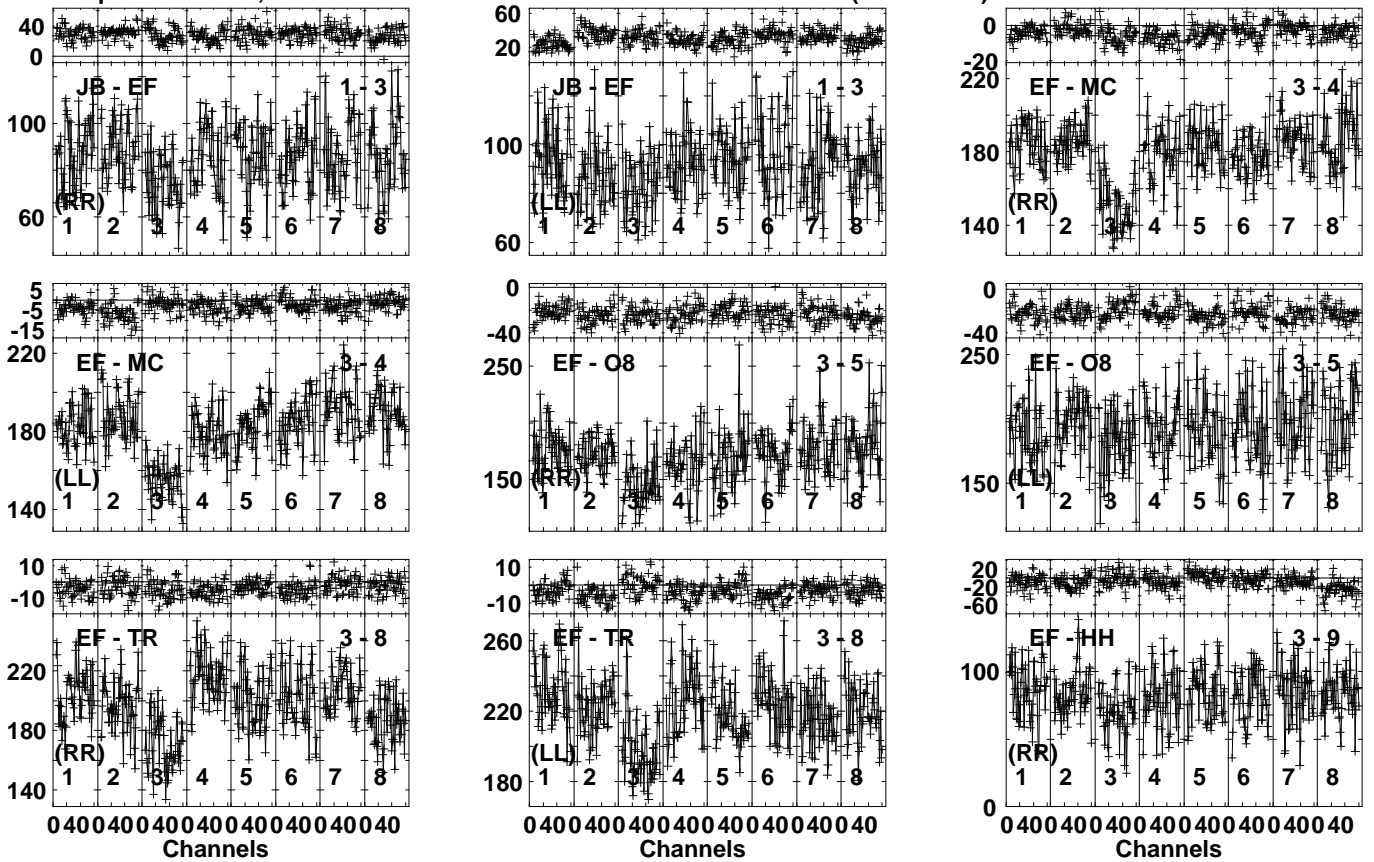 40
0
JB - EF 1 - 3
100
60
(RR)
1 2 3 4 5 6 7 8
60
20
JB - EF 1 - 3
100
60
(LL)
1 2 3 4 5 6 7 8
0
-20
220
EF - MC 3 - 4
180
140
(RR)
1 2 3 4 5 6 7 8
5
-5
-15
220
EF - MC 3 - 4
180
140
(LL)
1 2 3 4 5 6 7 8
0
-40
250
EF - O8 3 - 5
150
(RR)
1 2 3 4 5 6 7 8
0
-40
250
EF - O8 3 - 5
150
(LL)
1 2 3 4 5 6 7 8
10
-10
EF - TR 3 - 8
220
180
140
(RR)
1 2 3 4 5 6 7 8
0 40 0 40 0 40 0 40 0 40 0 40 0 40 0 40
Channels
10
-10
260
EF - TR 3 - 8
220
180
(LL)
1 2 3 4 5 6 7 8
0 40 0 40 0 40 0 40 0 40 0 40 0 40 0 40
Channels
20
-20
-60
EF - HH 3 - 9
100
0
(RR)
1 2 3 4 5 6 7 8
0 40 0 40 0 40 0 40 0 40 0 40 0 40 0 40
Channels